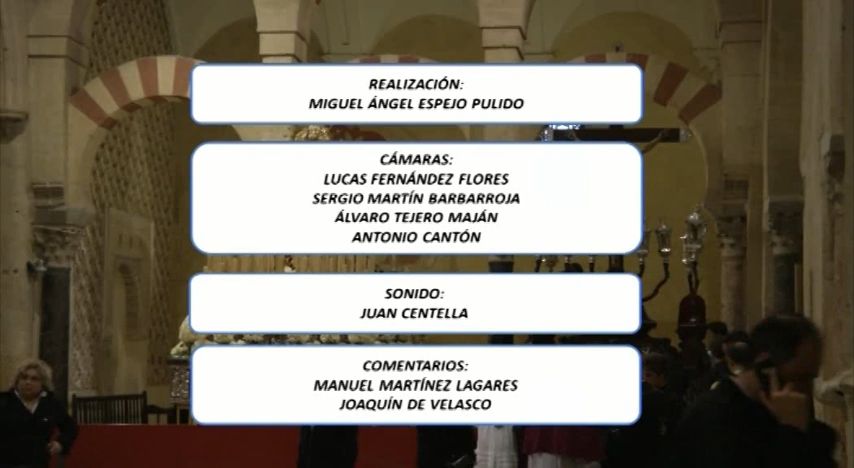 REALIZACIÓN:
MIGUEL ÁNGEL ESPEJO PULIDO
CÁMARAS:
LUCAS FERNÁNDEZ FLORES
SERGIO MARTÍN BARBARROJA
ÁLVARO TEJERO MAJÁN
ANTONIO CANTÓN
SONIDO:
JUAN CENTELLA
COMENTARIOS:
MANUEL MARTÍNEZ LAGARES
JOAQUÍN DE VELASCO